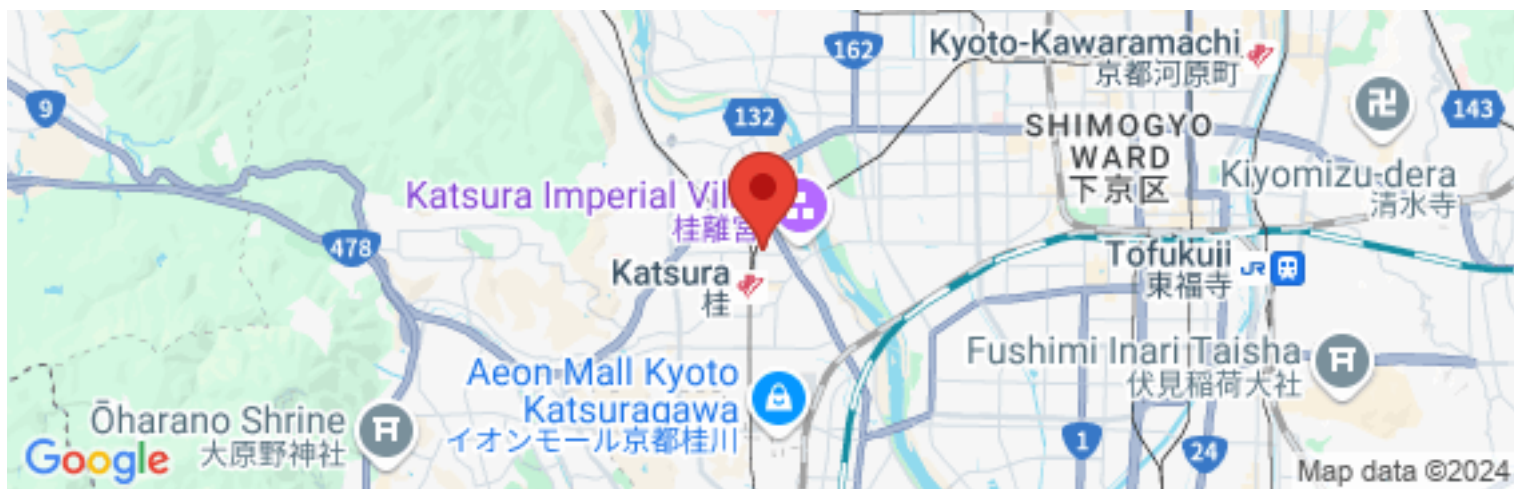 162
Kyoto-Kawaramachi
京都河原町
9
132
143
SHIMOGYO
WARD
下京区
Katsura Imperial Vil
桂離宮
Kiyomizu-dera
清水寺
478
Katsura
桂
Tofukuji
東福寺
JR
Fushimi Inari Taisha
伏見稲荷大社
Aeon Mall Kyoto
Katsuragawa
イオンモール京都桂川
Ōharano Shrine
大原野神社
1
24
Google
Map data ©2024